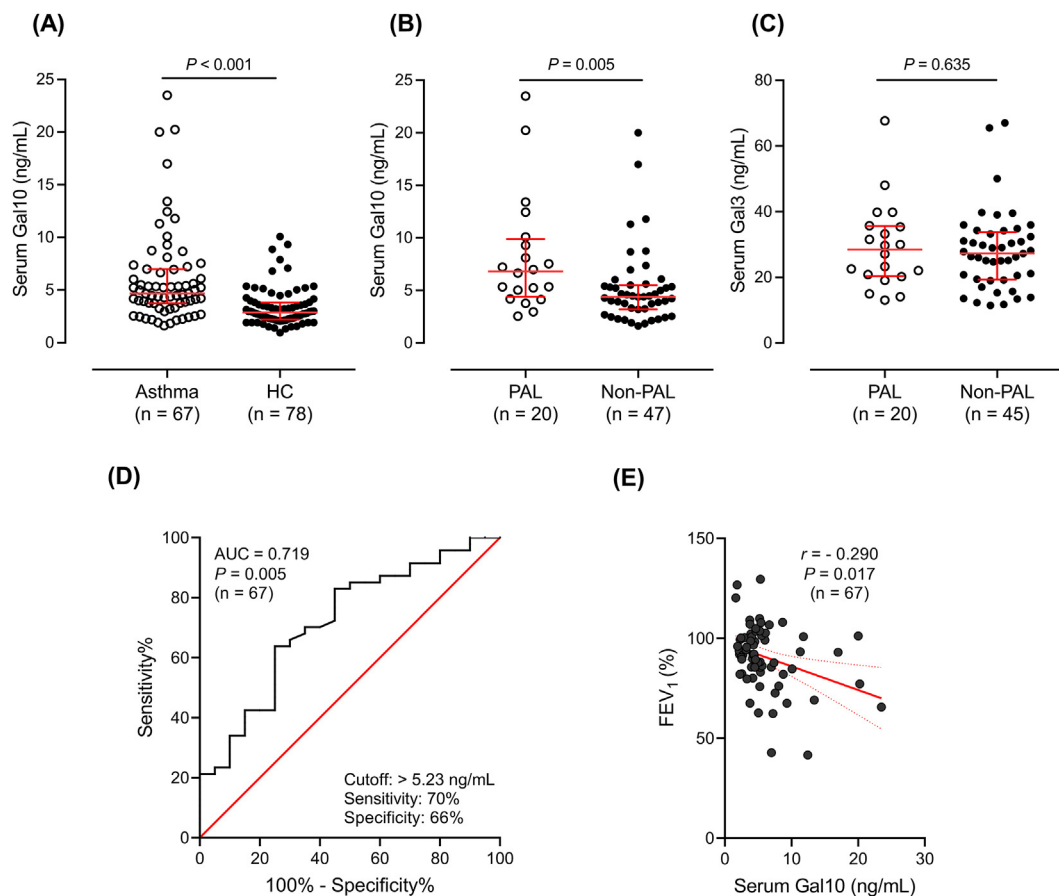 (A)
P < 0.001
25
20
15
10
5
0
Serum Gal10 (ng/mL)
Asthma
(n = 67)
HC
(n = 78)
(B)
P = 0.005
25
20
15
10
5
0
Serum Gal10 (ng/mL)
PAL
(n = 20)
Non-PAL
(n = 47)
(C)
P = 0.635
80
60
40
20
0
Serum Gal3 (ng/mL)
PAL
(n = 20)
Non-PAL
(n = 45)
(D)
100
80
60
40
20
0
Sensitivity%
AUC = 0.719
P = 0.005
(n = 67)
Cutoff: > 5.23 ng/mL
Sensitivity: 70%
Specificity: 66%
0 20 40 60 80 100
100% - Specificity%
(E)
150
100
50
0
FEV1 (%)
r = - 0.290
P = 0.017
(n = 67)
0 10 20 30
Serum Gal10 (ng/mL)